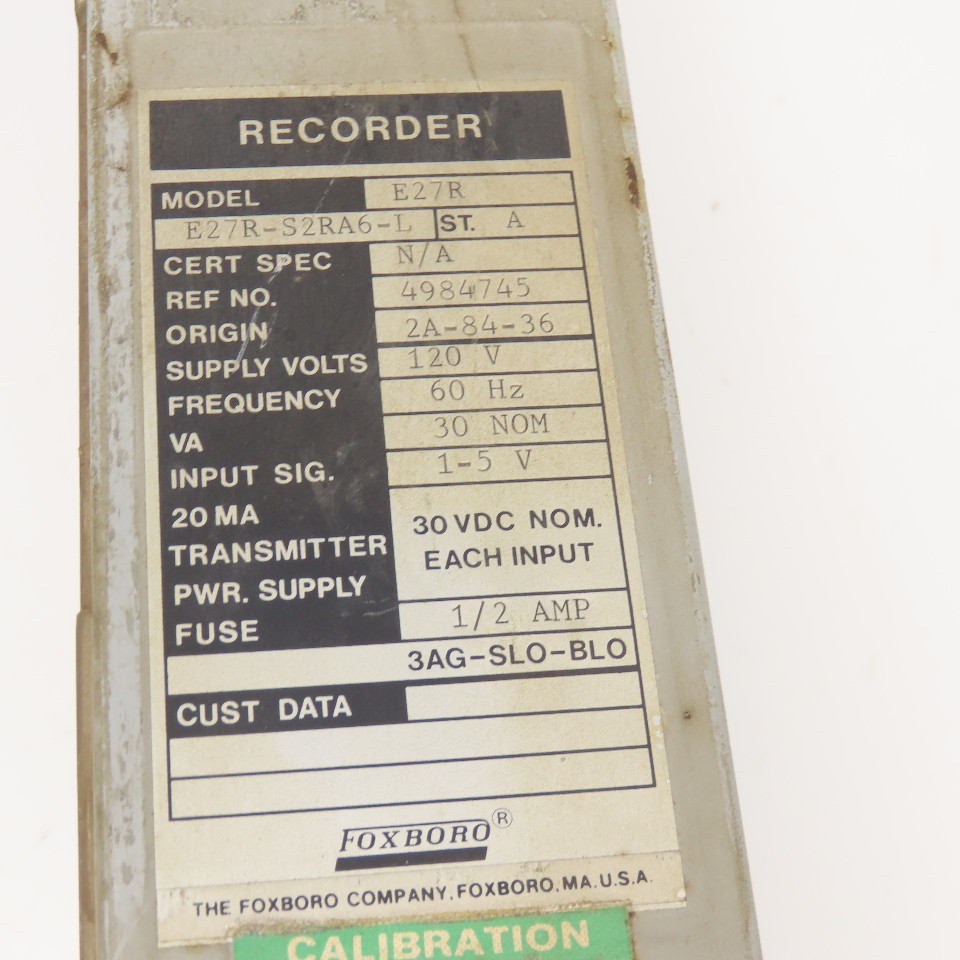 RECORDER
MODEL E27R
E27R-S2RA6-L ST. A
CERT SPEC N/A
REF NO. 4984745
ORIGIN 2A-84-36
SUPPLY VOLTS 120 V
FREQUENCY 60 Hz
VA 30 NOM
INPUT SIG. 1-5 V
20 MA
TRANSMITTER
PWR. SUPPLY
30 VDC NOM.
EACH INPUT
FUSE 1/2 AMP
3AG-SLO-BLO
CUST DATA
FOXBORO®
THE FOXBORO COMPANY, FOXBORO, MA. U.S.A.
CALIBRATION